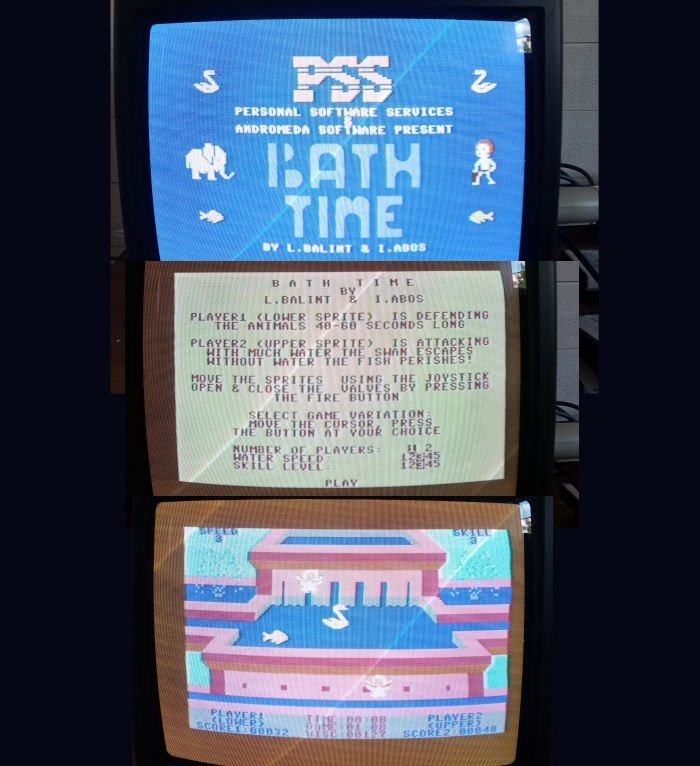 PSS
PERSONAL SOFTWARE SERVICES
&
ANDROMEDA SOFTWARE PRESENT
BATH
TIME
BY L.BALINT & I.ABOS
BATH TIME
BY
L.BALINT & I.ABOS
PLAYER1 (LOWER SPRITE) IS DEFENDING
THE ANIMALS 40-60 SECONDS LONG
PLAYER2 (UPPER SPRITE) IS ATTACKING
WITH MUCH WATER THE SWAN ESCAPES
WITHOUT WATER THE FISH PERISHES!
MOVE THE SPRITES USING THE JOYSTICK
OPEN & CLOSE THE VALVES BY PRESSING
THE FIRE BUTTON
SELECT GAME VARIATION:
MOVE THE CURSOR, PRESS
THE BUTTON AT YOUR CHOICE
NUMBER OF PLAYERS: 1 2
WATER SPEED: 12345
SKILL LEVEL: 12345
PLAY
SPEED SKILL
3 3
PLAYER1 TIME:00:08 PLAYER2
(LOWER) GAME:01:08 (UPPER)
SCORE1:00032 HISC:00127 SCORE2:00048